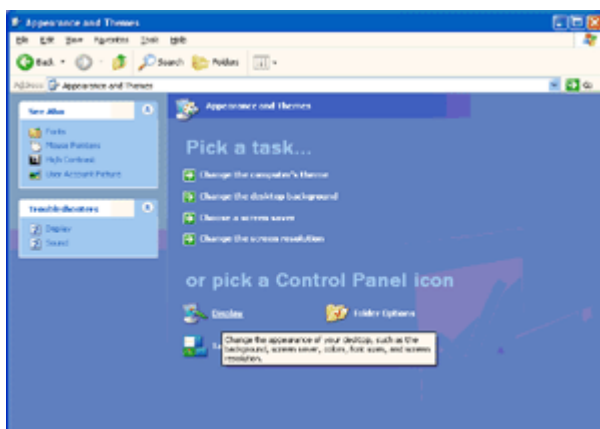 Appearance and Themes
File Edit View Favorites Tools Help
Back Search Folders
Address Appearance and Themes Go
See Also
Fonts
Mouse Pointers
High Contrast
User Account Picture
Troubleshooters
Display
Sound
Appearance and Themes
Pick a task...
Change the computer's theme
Change the desktop background
Choose a screen saver
Change the screen resolution
or pick a Control Panel icon
Display Folder Options
Change the appearance of your desktop, such as the
background, screen saver, colors, font sizes, and screen
resolution.